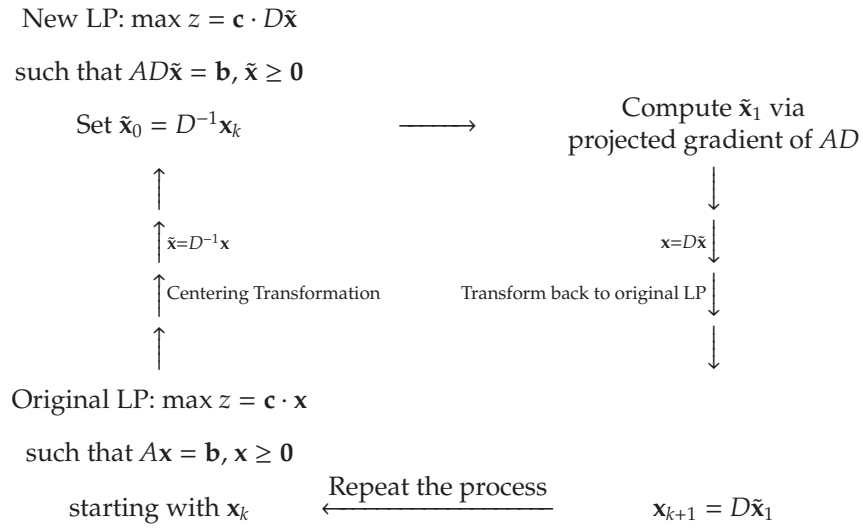 New LP: max z = c · Dx̃
such that ADx̃ = b, x̃ ≥ 0
Set x̃₀ = D⁻¹xₖ
Compute x̃₁ via
projected gradient of AD
x̃=D⁻¹x
x=Dx̃
Centering Transformation
Transform back to original LP
Original LP: max z = c · x
such that Ax = b, x ≥ 0
starting with xₖ
Repeat the process
xₖ₊₁ = Dx̃₁